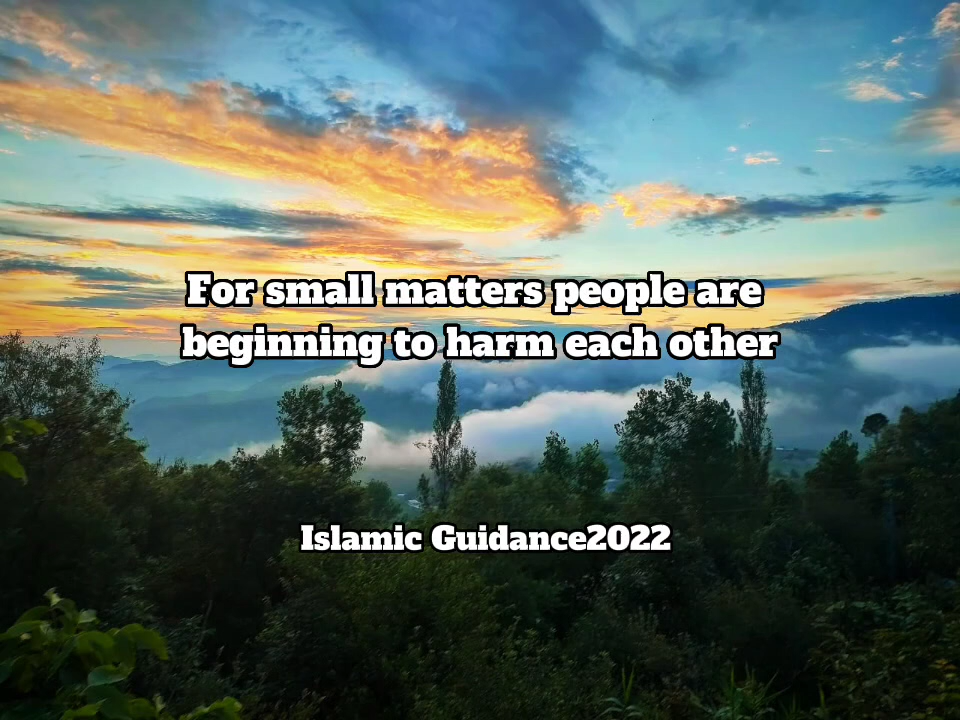 For small matters people are
beginning to harm each other
Islamic Guidance2022